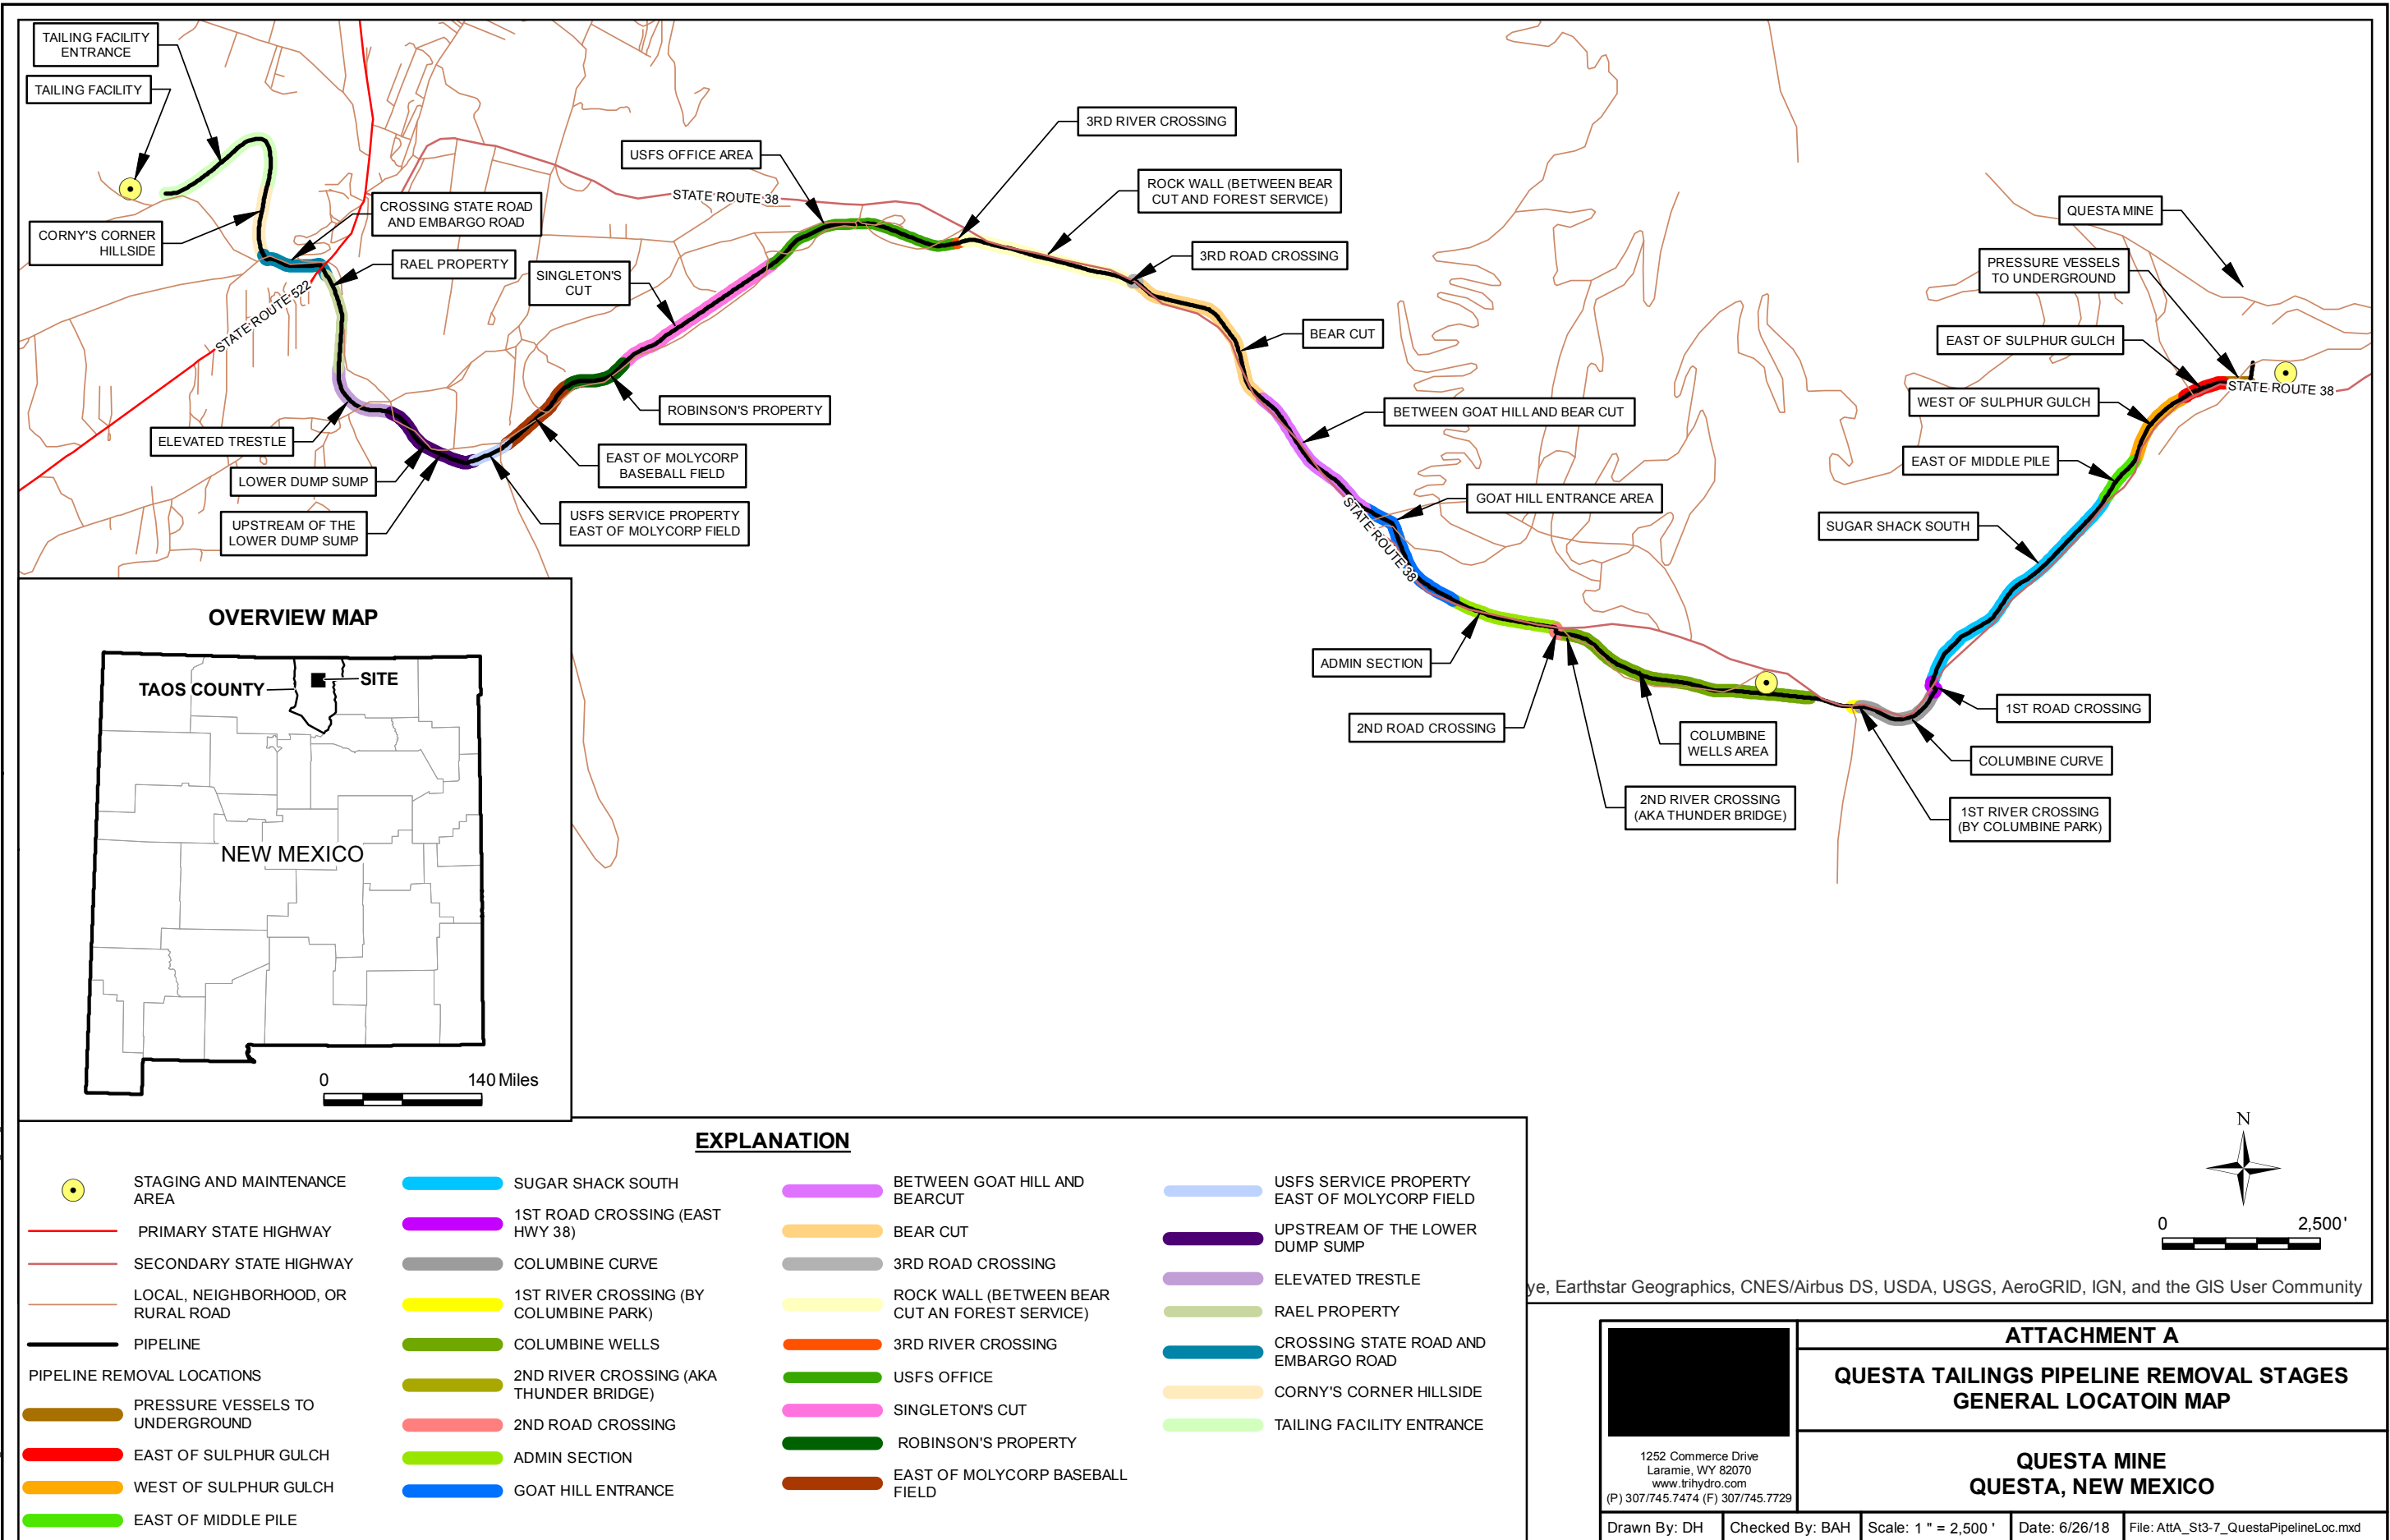 TAILING FACILITY
ENTRANCE
TAILING FACILITY
CORNY'S CORNER
HILLSIDE
CROSSING STATE ROAD
AND EMBARGO ROAD
RAEL PROPERTY
STATE ROUTE 522
ELEVATED TRESTLE
LOWER DUMP SUMP
UPSTREAM OF THE
LOWER DUMP SUMP
USFS OFFICE AREA
STATE ROUTE 38
SINGLETON'S
CUT
ROBINSON'S PROPERTY
EAST OF MOLYCORP
BASEBALL FIELD
USFS SERVICE PROPERTY
EAST OF MOLYCORP FIELD
3RD RIVER CROSSING
ROCK WALL (BETWEEN BEAR
CUT AND FOREST SERVICE)
3RD ROAD CROSSING
BEAR CUT
BETWEEN GOAT HILL AND BEAR CUT
GOAT HILL ENTRANCE AREA
STATE ROUTE 38
ADMIN SECTION
2ND ROAD CROSSING
COLUMBINE
WELLS AREA
2ND RIVER CROSSING
(AKA THUNDER BRIDGE)
QUESTA MINE
PRESSURE VESSELS
TO UNDERGROUND
EAST OF SULPHUR GULCH
STATE ROUTE 38
WEST OF SULPHUR GULCH
EAST OF MIDDLE PILE
SUGAR SHACK SOUTH
1ST ROAD CROSSING
COLUMBINE CURVE
1ST RIVER CROSSING
(BY COLUMBINE PARK)
OVERVIEW MAP
TAOS COUNTY
SITE
NEW MEXICO
0 140 Miles
EXPLANATION
STAGING AND MAINTENANCE
AREA
PRIMARY STATE HIGHWAY
SECONDARY STATE HIGHWAY
LOCAL, NEIGHBORHOOD, OR
RURAL ROAD
PIPELINE
PIPELINE REMOVAL LOCATIONS
PRESSURE VESSELS TO
UNDERGROUND
EAST OF SULPHUR GULCH
WEST OF SULPHUR GULCH
EAST OF MIDDLE PILE
SUGAR SHACK SOUTH
1ST ROAD CROSSING (EAST
HWY 38)
COLUMBINE CURVE
1ST RIVER CROSSING (BY
COLUMBINE PARK)
COLUMBINE WELLS
2ND RIVER CROSSING (AKA
THUNDER BRIDGE)
2ND ROAD CROSSING
ADMIN SECTION
GOAT HILL ENTRANCE
BETWEEN GOAT HILL AND
BEARCUT
BEAR CUT
3RD ROAD CROSSING
ROCK WALL (BETWEEN BEAR
CUT AN FOREST SERVICE)
3RD RIVER CROSSING
USFS OFFICE
SINGLETON'S CUT
ROBINSON'S PROPERTY
EAST OF MOLYCORP BASEBALL
FIELD
USFS SERVICE PROPERTY
EAST OF MOLYCORP FIELD
UPSTREAM OF THE LOWER
DUMP SUMP
ELEVATED TRESTLE
RAEL PROPERTY
CROSSING STATE ROAD AND
EMBARGO ROAD
CORNY'S CORNER HILLSIDE
TAILING FACILITY ENTRANCE
N
0 2,500'
ye, Earthstar Geographics, CNES/Airbus DS, USDA, USGS, AeroGRID, IGN, and the GIS User Community
1252 Commerce Drive
Laramie, WY 82070
www.trihydro.com
(P) 307/745.7474 (F) 307/745.7729
ATTACHMENT A
QUESTA TAILINGS PIPELINE REMOVAL STAGES
GENERAL LOCATOIN MAP
QUESTA MINE
QUESTA, NEW MEXICO
Drawn By: DH
Checked By: BAH
Scale: 1 " = 2,500 '
Date: 6/26/18
File: AttA_St3-7_QuestaPipelineLoc.mxd